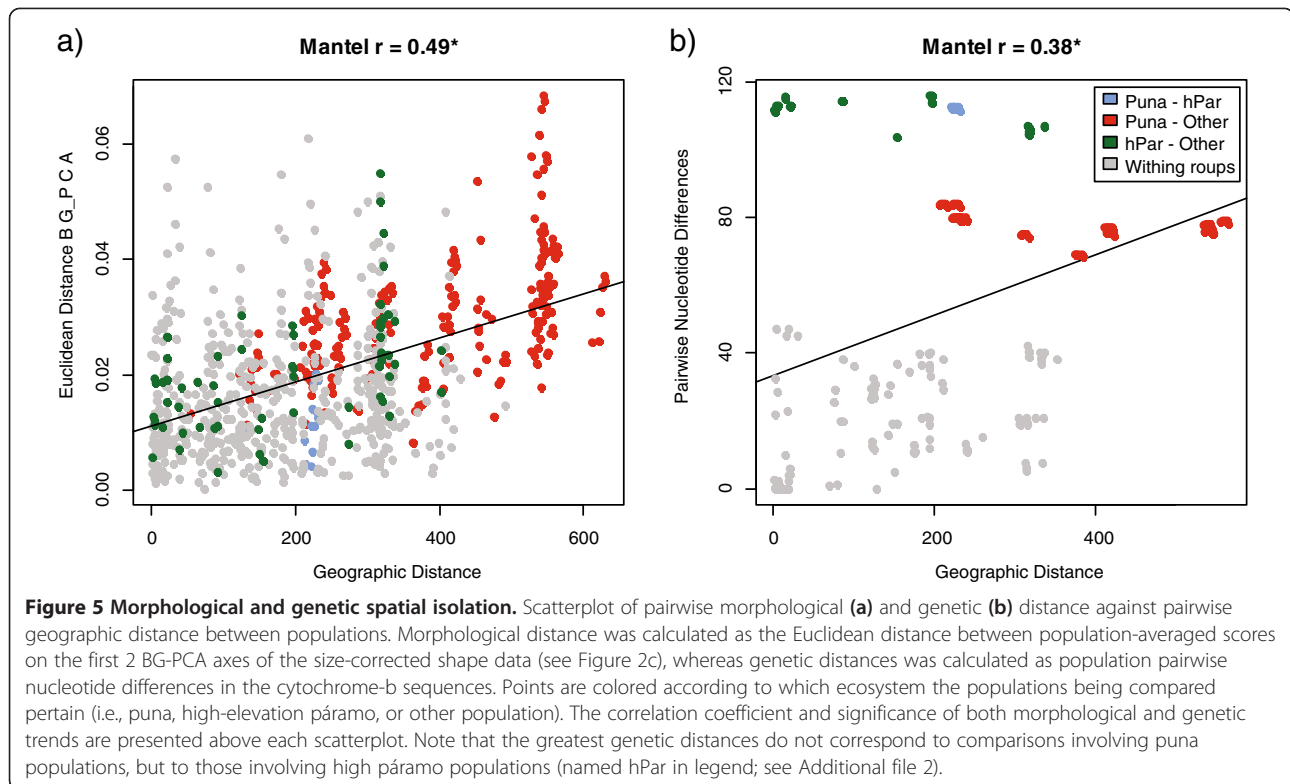 a)
Mantel r = 0.49*
Euclidean Distance B G_P C A
0.00
0.02
0.04
0.06
0
200
400
600
Geographic Distance
b)
Mantel r = 0.38*
Pairwise Nucleotide Differences
0
40
80
120
Puna - hPar
Puna - Other
hPar - Other
Withing roups
0
200
400
Geographic Distance
Figure 5 Morphological and genetic spatial isolation. Scatterplot of pairwise morphological (a) and genetic (b) distance against pairwise
geographic distance between populations. Morphological distance was calculated as the Euclidean distance between population-averaged scores
on the first 2 BG-PCA axes of the size-corrected shape data (see Figure 2c), whereas genetic distances was calculated as population pairwise
nucleotide differences in the cytochrome-b sequences. Points are colored according to which ecosystem the populations being compared
pertain (i.e., puna, high-elevation páramo, or other population). The correlation coefficient and significance of both morphological and genetic
trends are presented above each scatterplot. Note that the greatest genetic distances do not correspond to comparisons involving puna
populations, but to those involving high páramo populations (named hPar in legend; see Additional file 2).